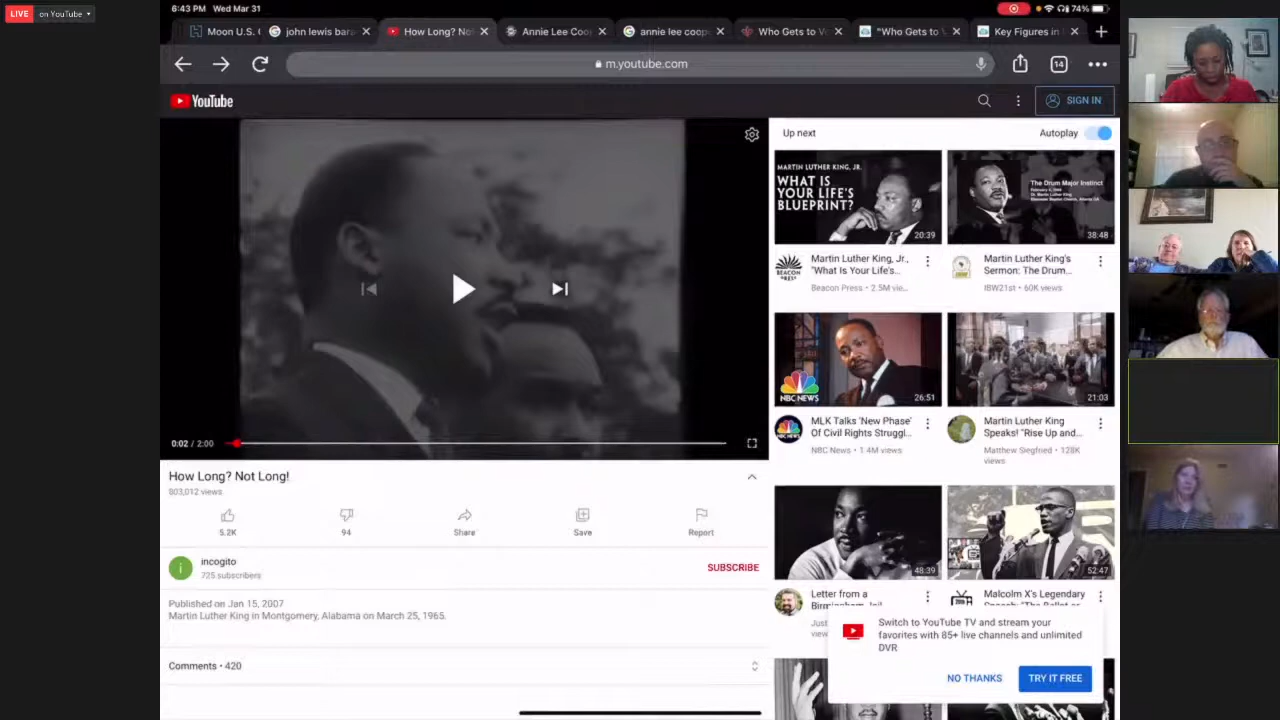 LIVE on YouTube
6:43 PM Wed Mar 31
74%
Moon U.S. (
john lewis bara
How Long? No
Annie Lee Coo
annie lee coop
Who Gets to V
"Who Gets to
Key Figures in
m.youtube.com
14
YouTube
SIGN IN
Up next
Autoplay
MARTIN LUTHER KING, JR.
WHAT IS
YOUR LIFE'S
BLUEPRINT?
20:39
The Drum Major Instinct
38:48
Martin Luther King, Jr.,
"What Is Your Life's...
Beacon Press • 2.5M vie...
BEACON
PRESS
Martin Luther King's
Sermon: The Drum...
IBW21st • 60K views
NBC NEWS
26:51
21:03
MLK Talks 'New Phase'
Of Civil Rights Struggl...
NBC News • 1.4M views
Martin Luther King
Speaks! "Rise Up and...
Matthew Siegfried • 128K
views
0:02 / 2:00
How Long? Not Long!
803,012 views
5.2K
94
Share
Save
Report
incogito
725 subscribers
SUBSCRIBE
Published on Jan 15, 2007
Martin Luther King in Montgomery, Alabama on March 25, 1965.
Comments • 420
48:39
52:47
Letter from a
Birmingham Jail
Just
view
Malcolm X's Legendary
Speech: "The Ballot or
Switch to YouTube TV and stream your
favorites with 85+ live channels and unlimited
DVR
NO THANKS
TRY IT FREE